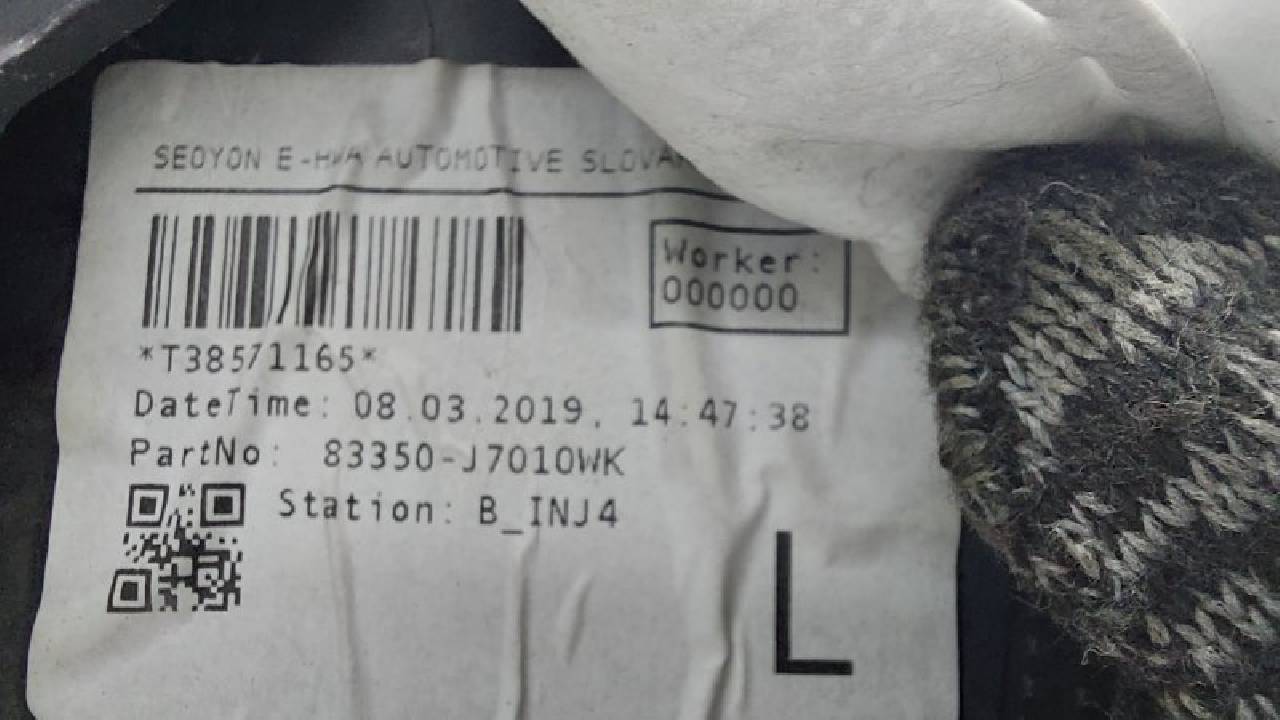 SEOYON E-HWA AUTOMOTIVE SLOVA
Worker:
000000
*T38571165*
DateTime: 08.03.2019, 14:47:38
PartNo: 83350-J7010WK
Station: B_INJ4
L